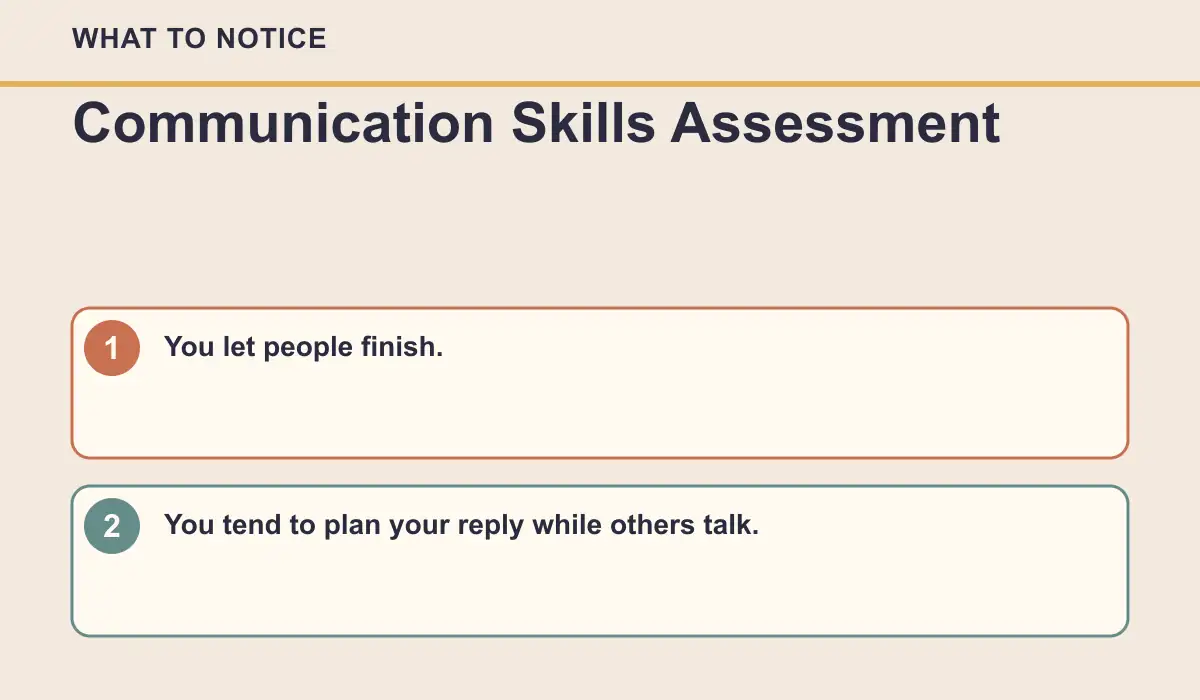 WHAT TO NOTICE
Communication Skills Assessment
1
You let people finish.
2
You tend to plan your reply while others talk.